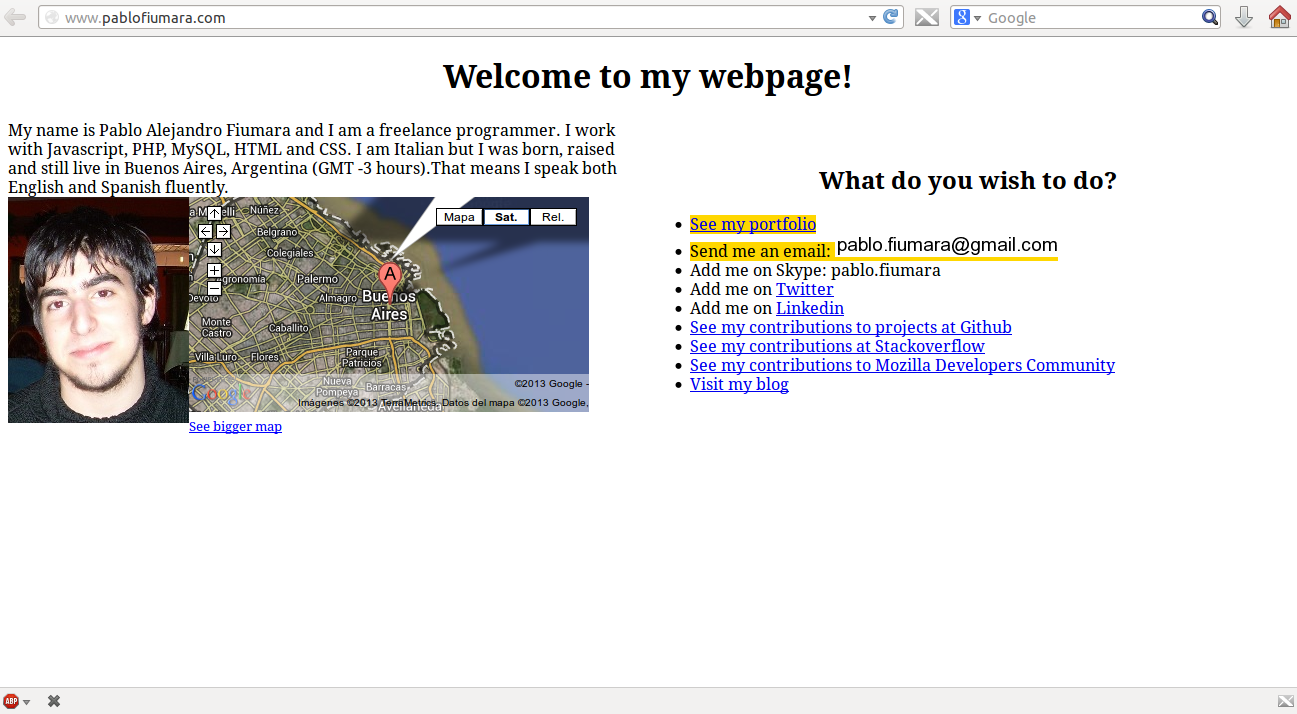 www.pablofiumara.com
Google
Welcome to my webpage!
My name is Pablo Alejandro Fiumara and I am a freelance programmer. I work
with Javascript, PHP, MySQL, HTML and CSS. I am Italian but I was born, raised
and still live in Buenos Aires, Argentina (GMT -3 hours).That means I speak both
English and Spanish fluently.
Núñez
Mapa Sat. Rel.
Belgrano
Colegiales
Agronomía
Palermo
A
Devoto
Almagro
Buenos
Aires
Monte
Castro
Caballito
Villa Luro Flores
Parque
Patricios
Nueva
Pompeya
Barracas
©2013 Google -
Google
Imágenes ©2013 TerraMetrics, Datos del mapa ©2013 Google,
Avellaneda
See bigger map
What do you wish to do?
See my portfolio
Send me an email: pablo.fiumara@gmail.com
Add me on Skype: pablo.fiumara
Add me on Twitter
Add me on Linkedin
See my contributions to projects at Github
See my contributions at Stackoverflow
See my contributions to Mozilla Developers Community
Visit my blog
ABP